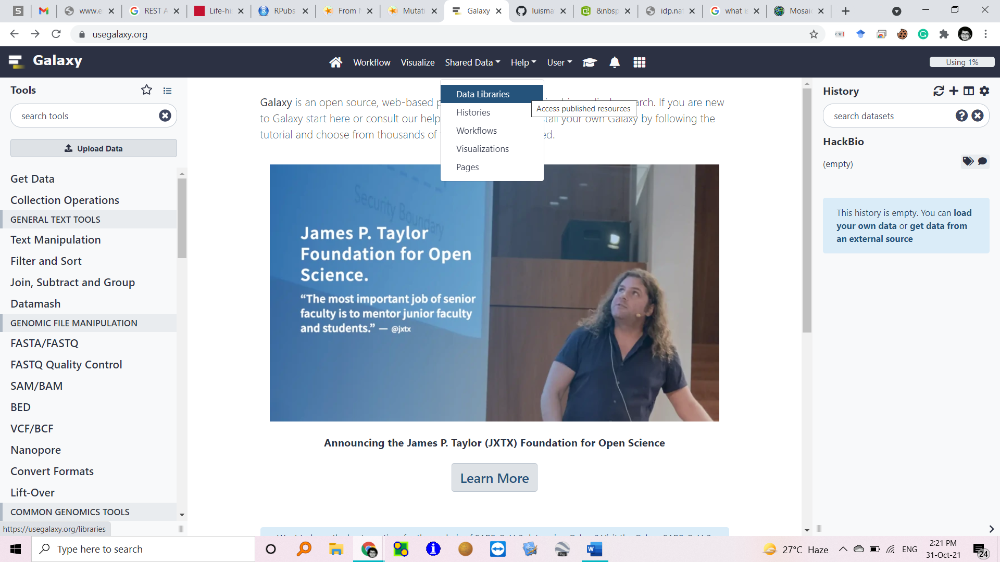 S
www.e
REST A
Life-his
RPubs
From N
Mutati
Galaxy
luisma
&nbsp
idp.nat
what is
Mosaic
usegalaxy.org
Galaxy
Workflow
Visualize
Shared Data
Help
User
Using 1%
Tools
search tools
Upload Data
Get Data
Collection Operations
GENERAL TEXT TOOLS
Text Manipulation
Filter and Sort
Join, Subtract and Group
Datamash
GENOMIC FILE MANIPULATION
FASTA/FASTQ
FASTQ Quality Control
SAM/BAM
BED
VCF/BCF
Nanopore
Convert Formats
Lift-Over
COMMON GENOMICS TOOLS
https://usegalaxy.org/libraries
Data Libraries
Histories
Workflows
Visualizations
Pages
Access published resources
Galaxy is an open source, web-based p arch. If you are new
to Galaxy start here or consult our help stall your own Galaxy by following the
tutorial and choose from thousands of ed.
Security Boundary
James P. Taylor
Foundation for Open
Science.
“The most important job of senior
faculty is to mentor junior faculty
and students.” — @jxtx
Announcing the James P. Taylor (JXTX) Foundation for Open Science
Learn More
History
search datasets
HackBio
(empty)
This history is empty. You can load
your own data or get data from
an external source
Type here to search
27°C Haze
ENG
2:21 PM
31-Oct-21
24